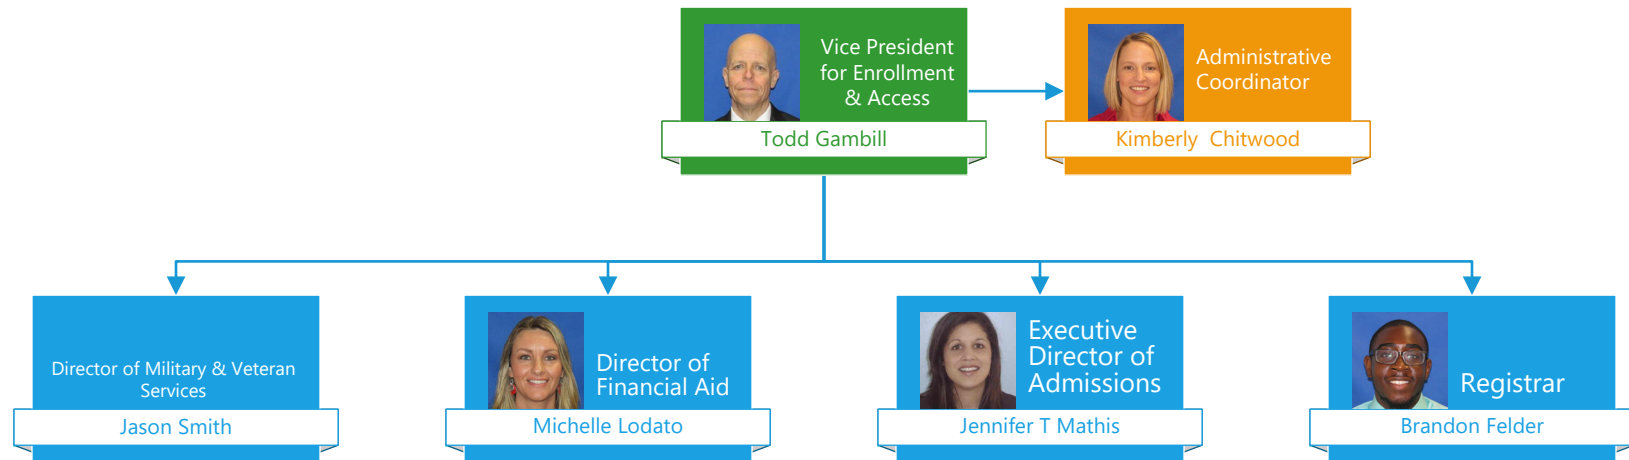 Vice President
for Enrollment
& Access
Todd Gambill
Administrative
Coordinator
Kimberly  Chitwood
Director of Military & Veteran
Services
Jason Smith
Director of
Financial Aid
Michelle Lodato
Executive
Director of
Admissions
Jennifer T Mathis
Registrar
Brandon Felder